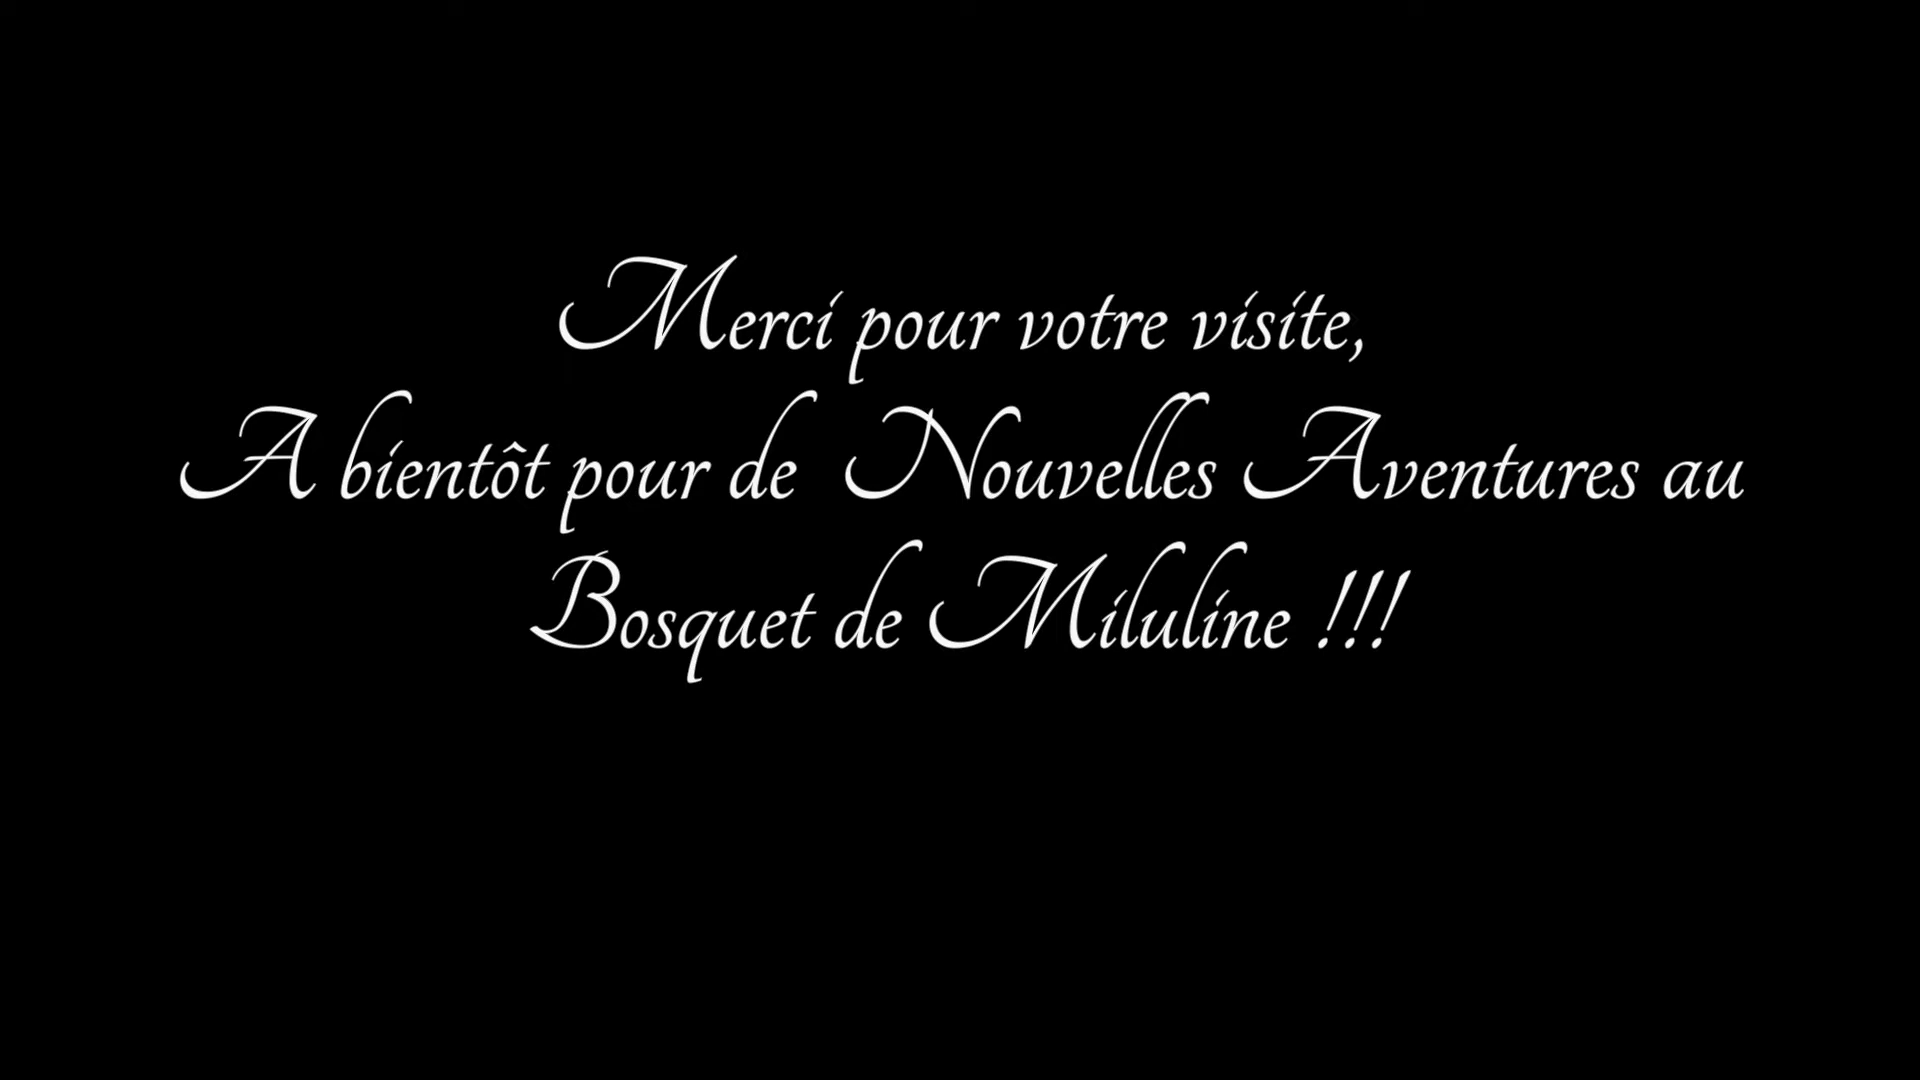 Merci pour votre visite,
A bientôt pour de Nouvelles Aventures au
Bosquet de Miluline !!!